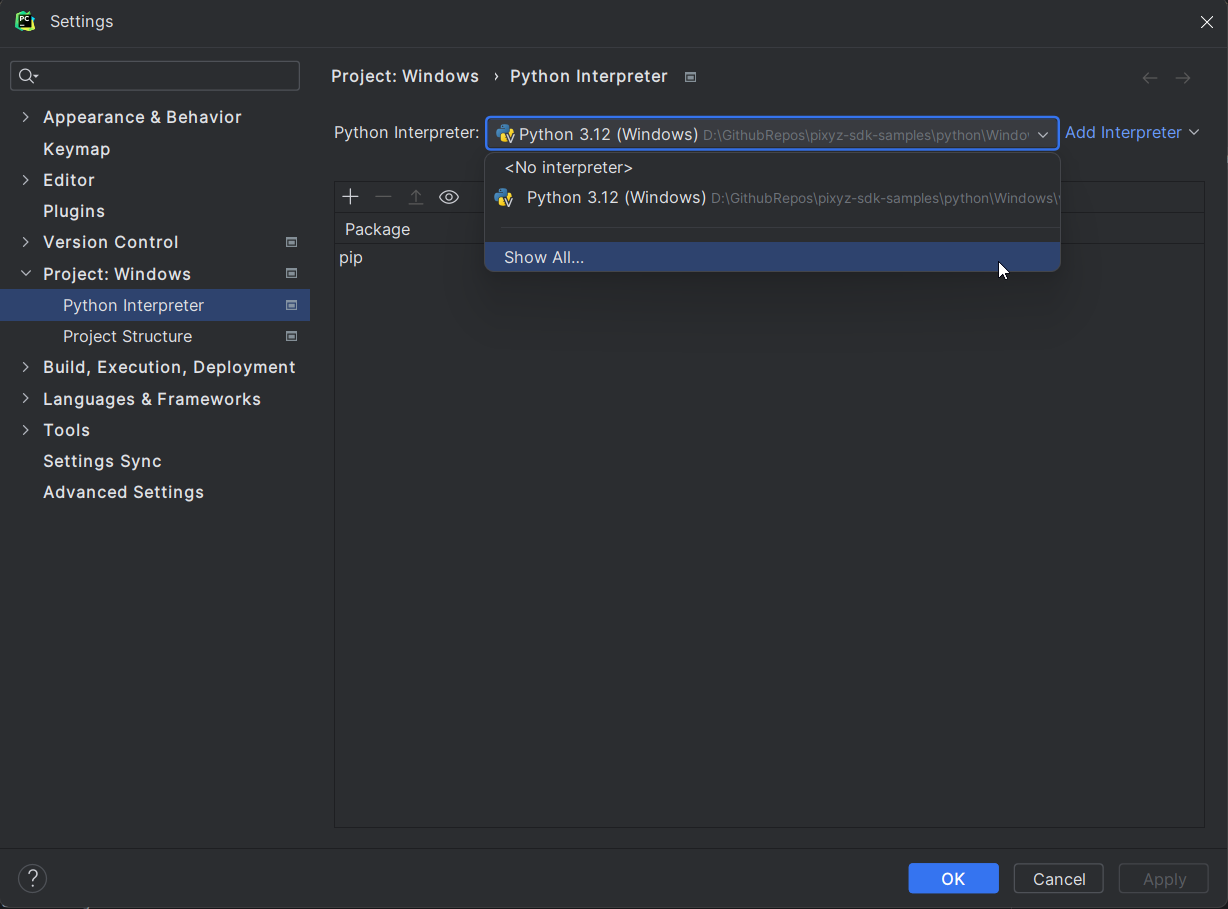 Settings
Project: Windows › Python Interpreter
Appearance & Behavior
Keymap
Editor
Plugins
Version Control
Project: Windows
Python Interpreter
Project Structure
Build, Execution, Deployment
Languages & Frameworks
Tools
Settings Sync
Advanced Settings
Python Interpreter: Python 3.12 (Windows) D:\GithubRepos\pixyz-sdk-samples\python\Windo Add Interpreter
<No interpreter>
Python 3.12 (Windows) D:\GithubRepos\pixyz-sdk-samples\python\Windows\
Show All...
Package
pip
? OK Cancel Apply